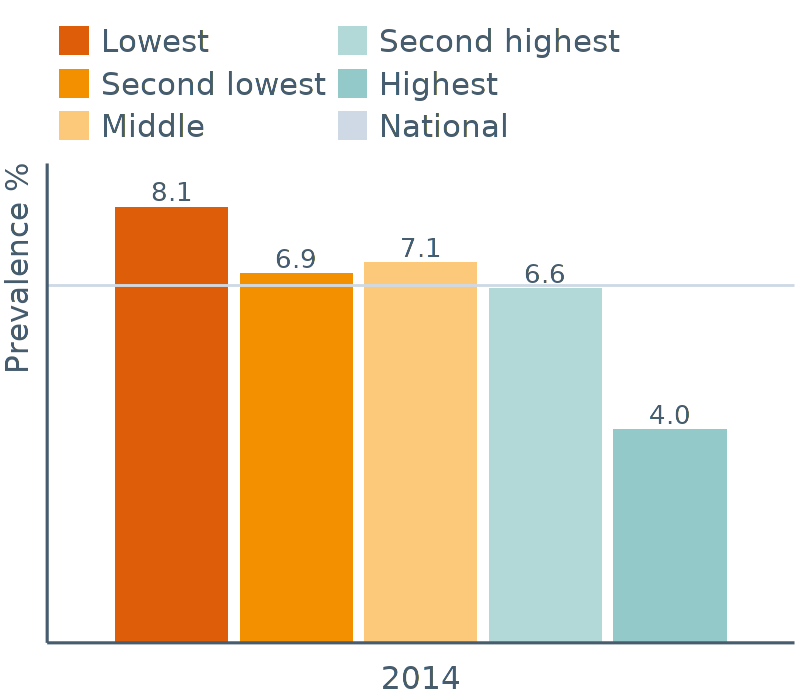 Lowest
Second lowest
Middle
Second highest
Highest
National
Prevalence %
8.1
6.9
7.1
6.6
4.0
2014